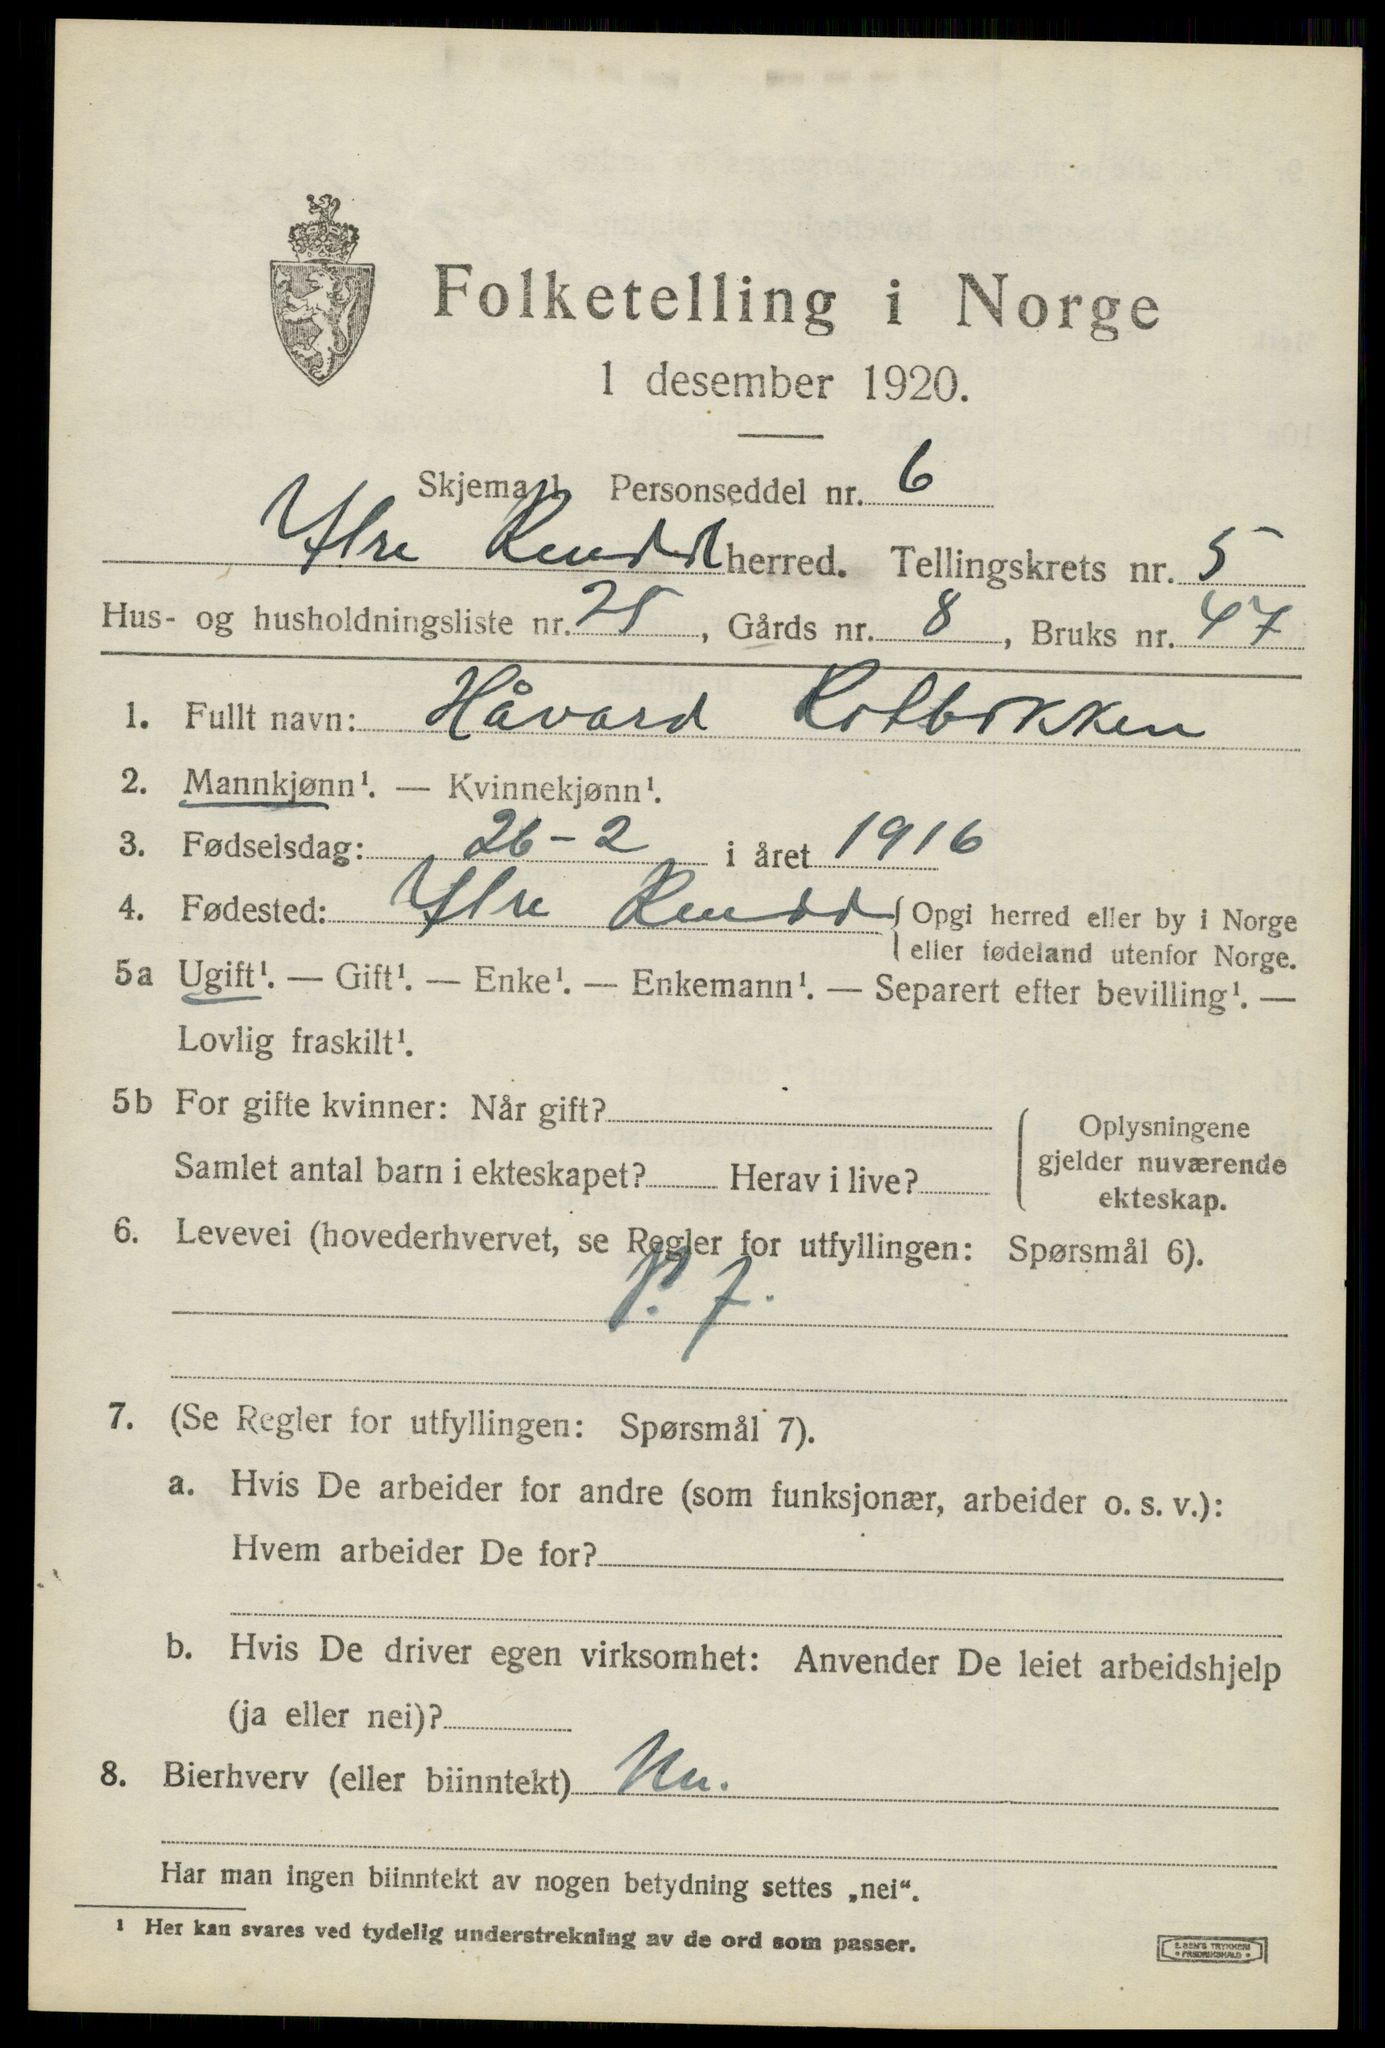 Folketelling i Norge
1 desember 1920.
Skjema 1 Personseddel nr. 6
Ytre Rendal herred. Tellingskrets nr. 5
Hus- og husholdningsliste nr. 25, Gårds nr. 8, Bruks nr. 47
1. Fullt navn: Håvard Kolbekken
2. Mannkjønn¹. — Kvinnekjønn¹.
3. Fødselsdag: 26-2 i året 1916
4. Fødested: Ytre Rendal { Opgi herred eller by i Norge
eller fødeland utenfor Norge.
5a Ugift¹. — Gift¹. — Enke¹. — Enkemann¹. — Separert efter bevilling¹. —
Lovlig fraskilt¹.
5b For gifte kvinner: Når gift?
Samlet antal barn i ekteskapet? Herav i live?
Oplysningene
gjelder nuværende
ekteskap.
6. Levevei (hovederhvervet, se Regler for utfyllingen: Spørsmål 6).
7. (Se Regler for utfyllingen: Spørsmål 7).
a. Hvis De arbeider for andre (som funksjonær, arbeider o. s. v.):
Hvem arbeider De for?
b. Hvis De driver egen virksomhet: Anvender De leiet arbeidshjelp
(ja eller nei)?
8. Bierhverv (eller biinntekt) Nei.
Har man ingen biinntekt av nogen betydning settes „nei“.
¹ Her kan svares ved tydelig understrekning av de ord som passer.
E. SEM'S TRYKKERI
FREDRIKSHALD